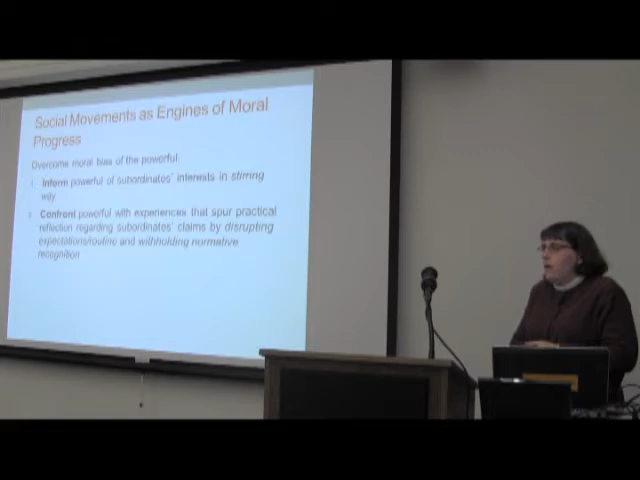 Social Movements as Engines of Moral
Progress
Overcome moral bias of the powerful:
1. Inform powerful of subordinates' interests in stirring
way
2. Confront powerful with experiences that spur practical
reflection regarding subordinates' claims by disrupting
expectations/routine and withholding normative
recognition